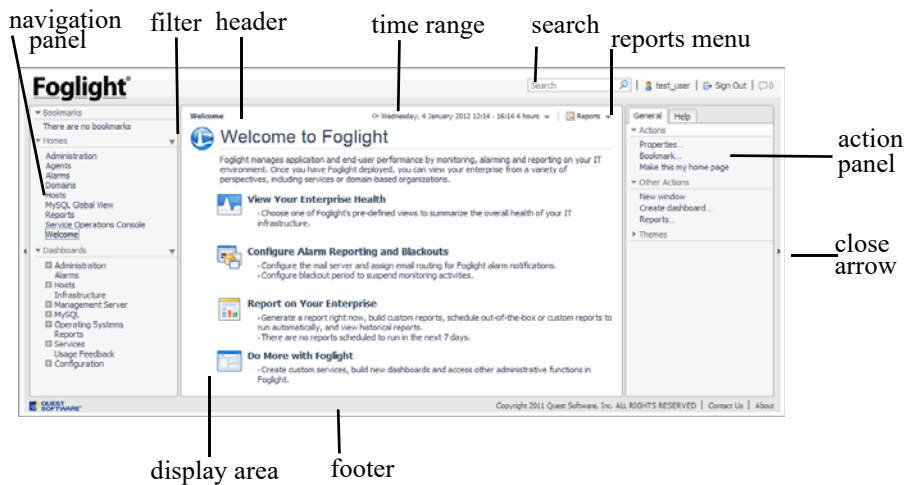 navigation panel
filter
header
time range
search
reports menu
Foglight
Search
test_user
Sign Out
0
Bookmarks
There are no bookmarks
Homes
Administration
Agents
Alarms
Domains
Hosts
MySQL Global View
Reports
Service Operations Console
Welcome
Dashboards
Administration
Alarms
Hosts
Infrastructure
Management Server
MySQL
Operating Systems
Reports
Services
Usage Feedback
Configuration
Welcome
Wednesday, 4 January 2012 12:14 - 16:14 4 hours
Reports
Welcome to Foglight
Foglight manages application and end-user performance by monitoring, alarming and reporting on your IT
environment. Once you have Foglight deployed, you can view your enterprise from a variety of
perspectives, including services or domain-based organizations.
View Your Enterprise Health
·Choose one of Foglight's pre-defined views to summarize the overall health of your IT
infrastructure.
Configure Alarm Reporting and Blackouts
·Configure the mail server and assign email routing for Foglight alarm notifications.
·Configure blackout period to suspend monitoring activities.
Report on Your Enterprise
·Generate a report right now, build custom reports, schedule out-of-the-box or custom reports to
run automatically, and view historical reports.
·There are no reports scheduled to run in the next 7 days.
Do More with Foglight
·Create custom services, build new dashboards and access other administrative functions in
Foglight.
General
Help
Actions
Properties...
Bookmark...
Make this my home page
Other Actions
New window
Create dashboard...
Reports...
Themes
action
panel
close
arrow
QUEST
SOFTWARE
Copyright 2011 Quest Software, Inc. ALL RIGHTS RESERVED | Contact Us | About
display area
footer